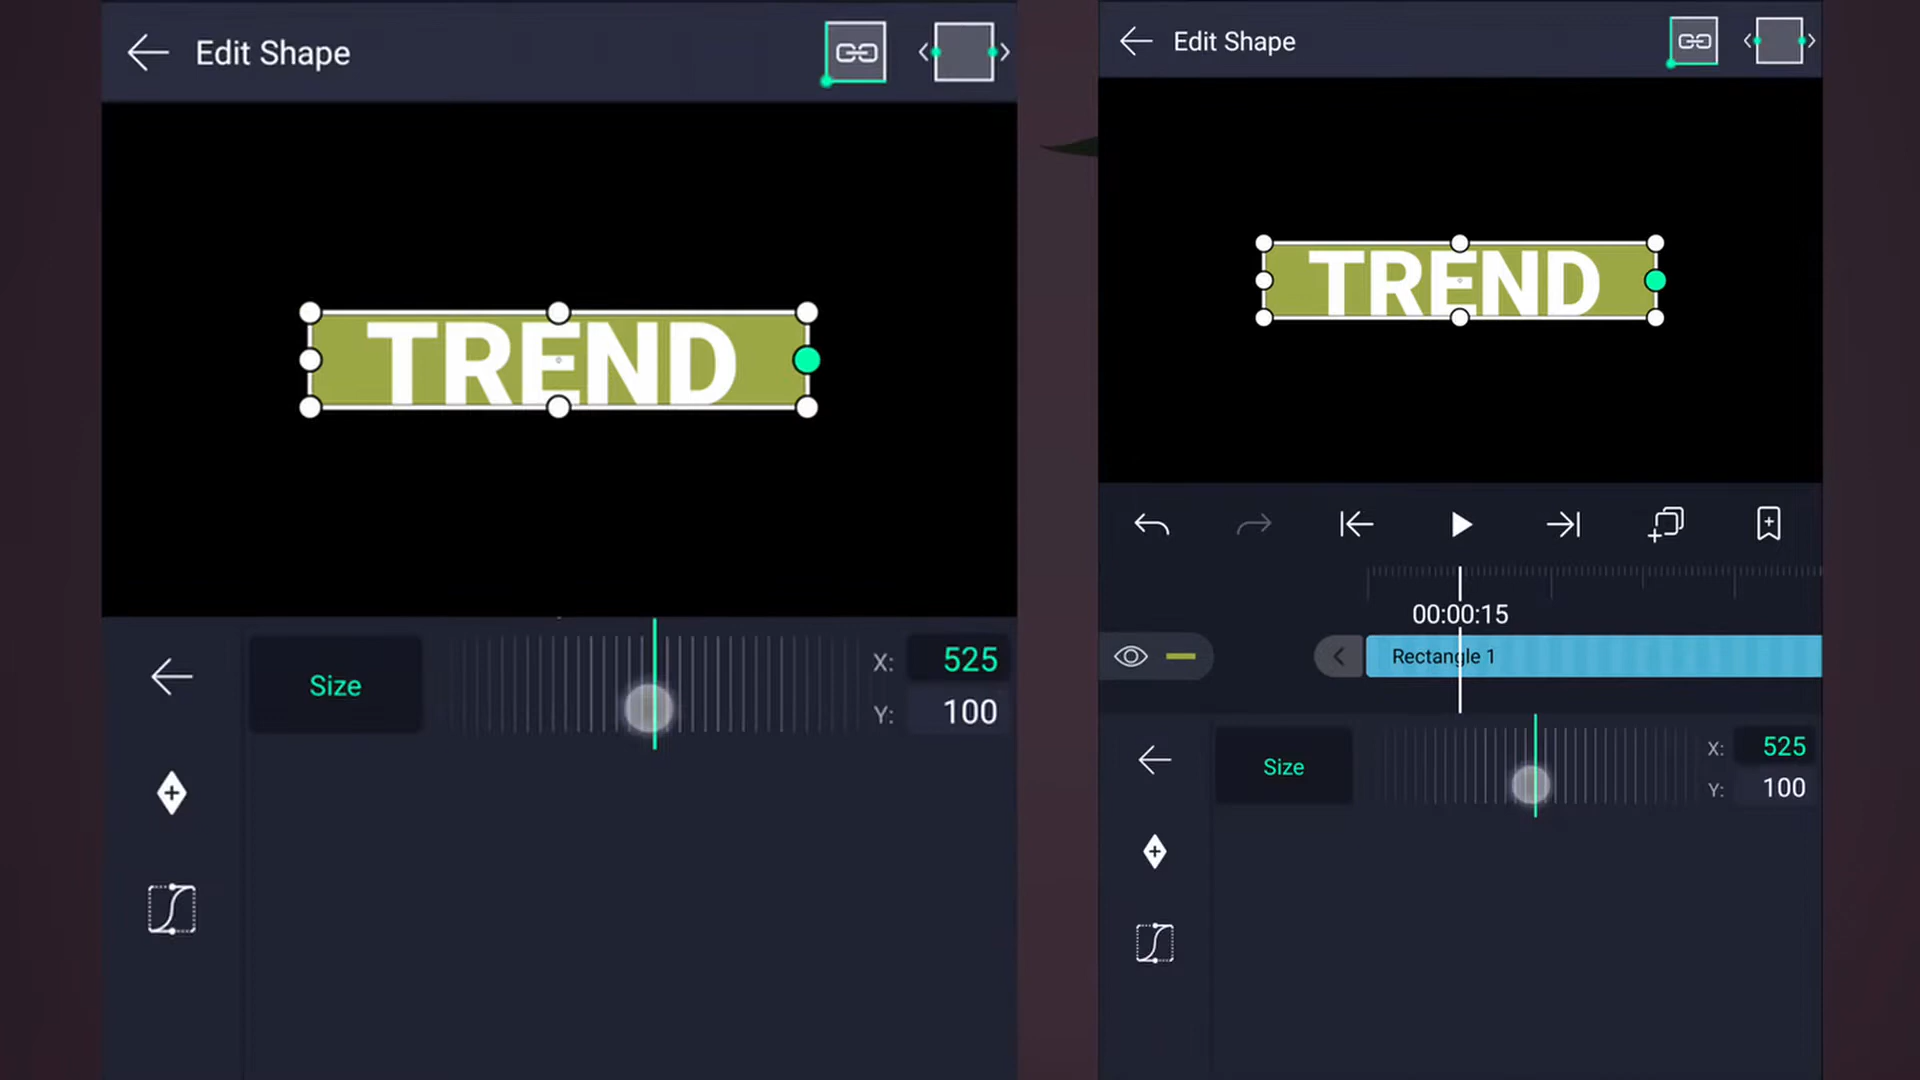 Edit Shape
TREND
Size
X: 525
Y: 100
Edit Shape
TREND
00:00:15
Rectangle 1
Size
X: 525
Y: 100